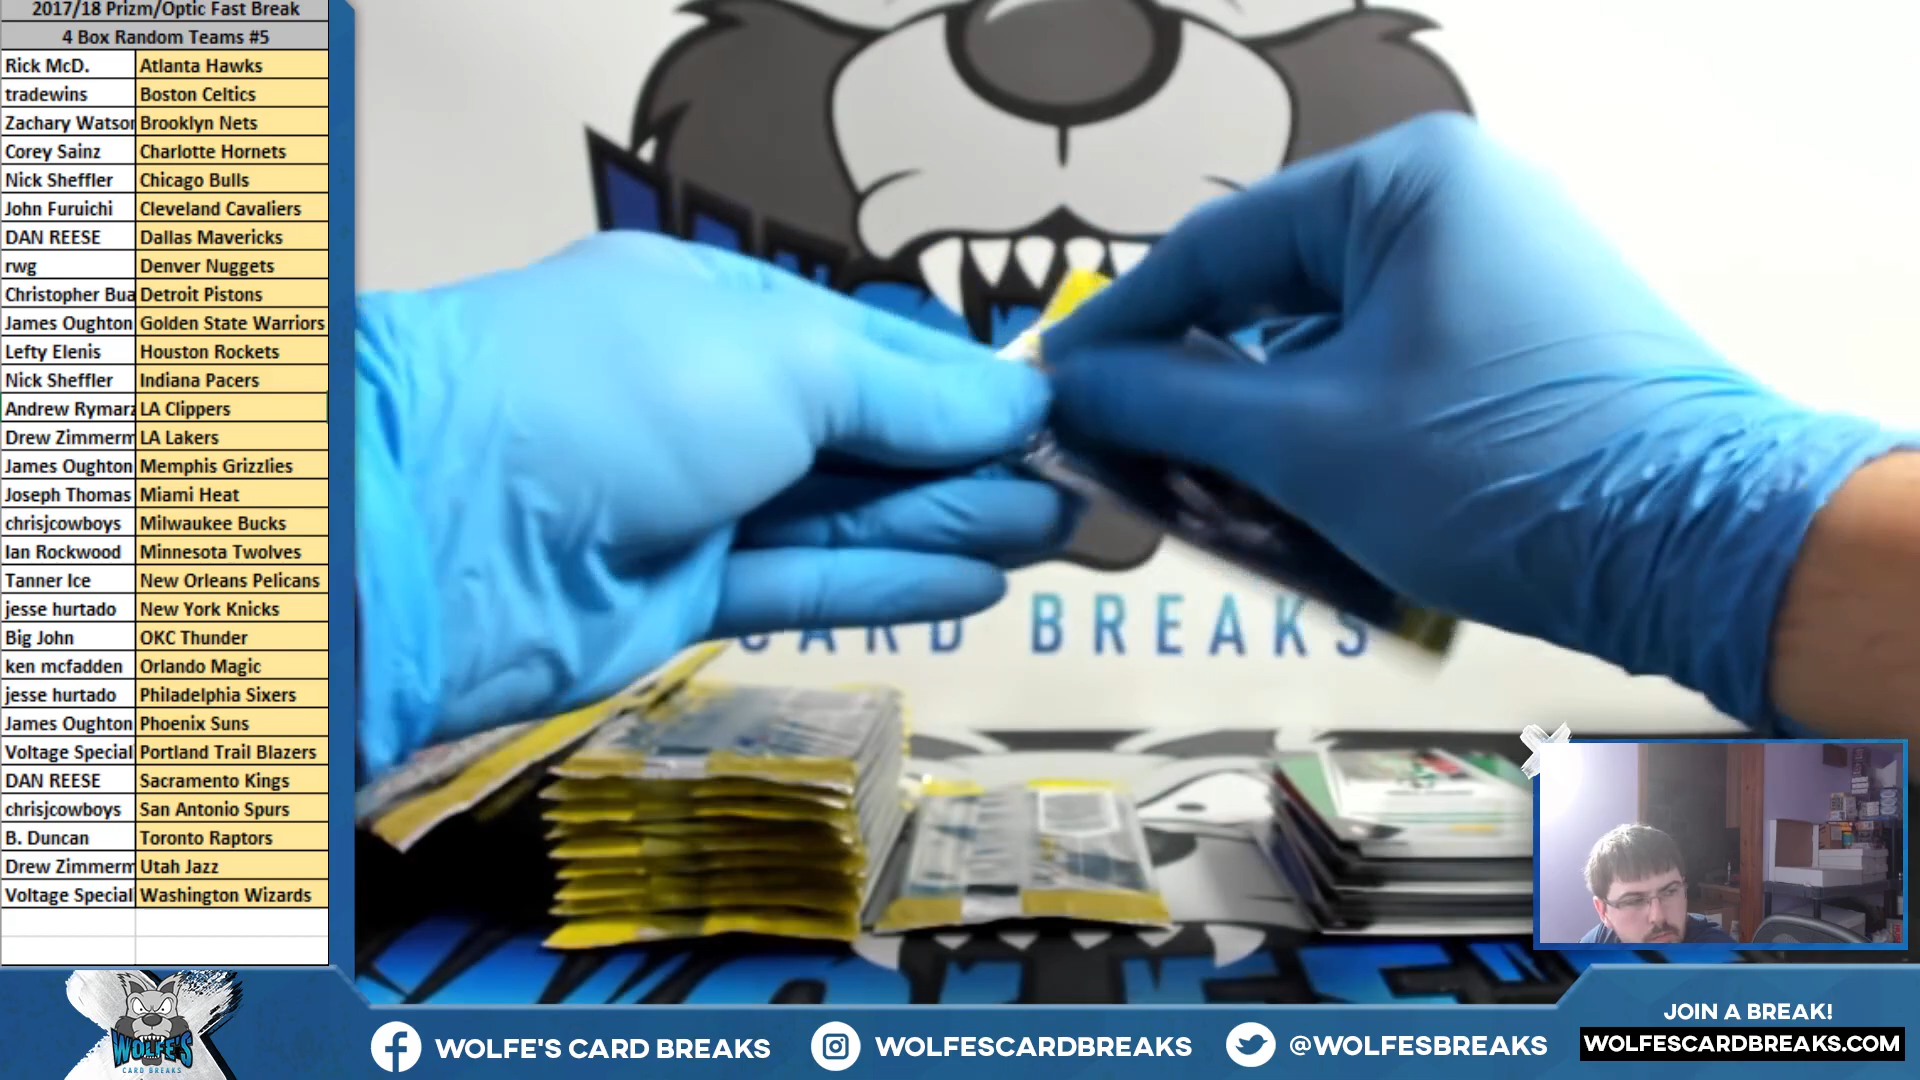 2017/18 Prizm/Optic Fast Break
4 Box Random Teams #5
Rick McD. Atlanta Hawks
tradewins Boston Celtics
Zachary Watson Brooklyn Nets
Corey Sainz Charlotte Hornets
Nick Sheffler Chicago Bulls
John Furuichi Cleveland Cavaliers
DAN REESE Dallas Mavericks
rwg Denver Nuggets
Christopher Bua Detroit Pistons
James Oughton Golden State Warriors
Lefty Elenis Houston Rockets
Nick Sheffler Indiana Pacers
Andrew Rymarz LA Clippers
Drew Zimmerm LA Lakers
James Oughton Memphis Grizzlies
Joseph Thomas Miami Heat
chrisjcowboys Milwaukee Bucks
Ian Rockwood Minnesota Twolves
Tanner Ice New Orleans Pelicans
jesse hurtado New York Knicks
Big John OKC Thunder
ken mcfadden Orlando Magic
jesse hurtado Philadelphia Sixers
James Oughton Phoenix Suns
Voltage Special Portland Trail Blazers
DAN REESE Sacramento Kings
chrisjcowboys San Antonio Spurs
B. Duncan Toronto Raptors
Drew Zimmerm Utah Jazz
Voltage Special Washington Wizards
CARD BREAKS
WOLFE'S
CARD BREAKS
WOLFE'S CARD BREAKS
WOLFESCARDBREAKS
@WOLFESBREAKS
JOIN A BREAK!
WOLFESCARDBREAKS.COM